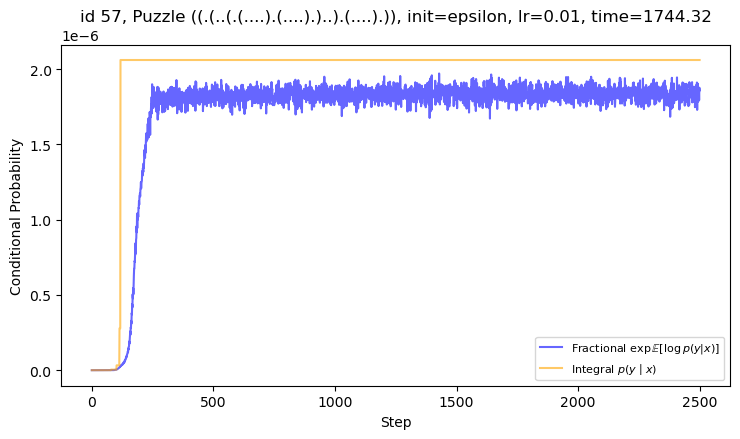 id 57, Puzzle ((.(..(.(....).(....).)..).(....).)), init=epsilon, lr=0.01, time=1744.32
1e−6
2.0
1.5
1.0
0.5
0.0
Conditional Probability
0 500 1000 1500 2000 2500
Step
Fractional exp𝔼[log p(y|x)]
Integral p(y | x)